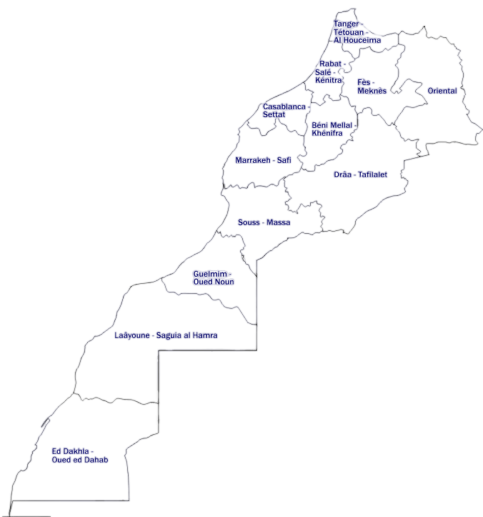 Tanger -
Tétouan -
Al Houceima
Rabat -
Salé -
Kénitra
Fès -
Meknès
Oriental
Casablanca -
Settat
Béni Mellal -
Khénifra
Marrakeh - Safi
Drâa - Tafilalet
Souss - Massa
Guelmim -
Oued Noun
Laâyoune - Saguia al Hamra
Ed Dakhla -
Oued ed Dahab